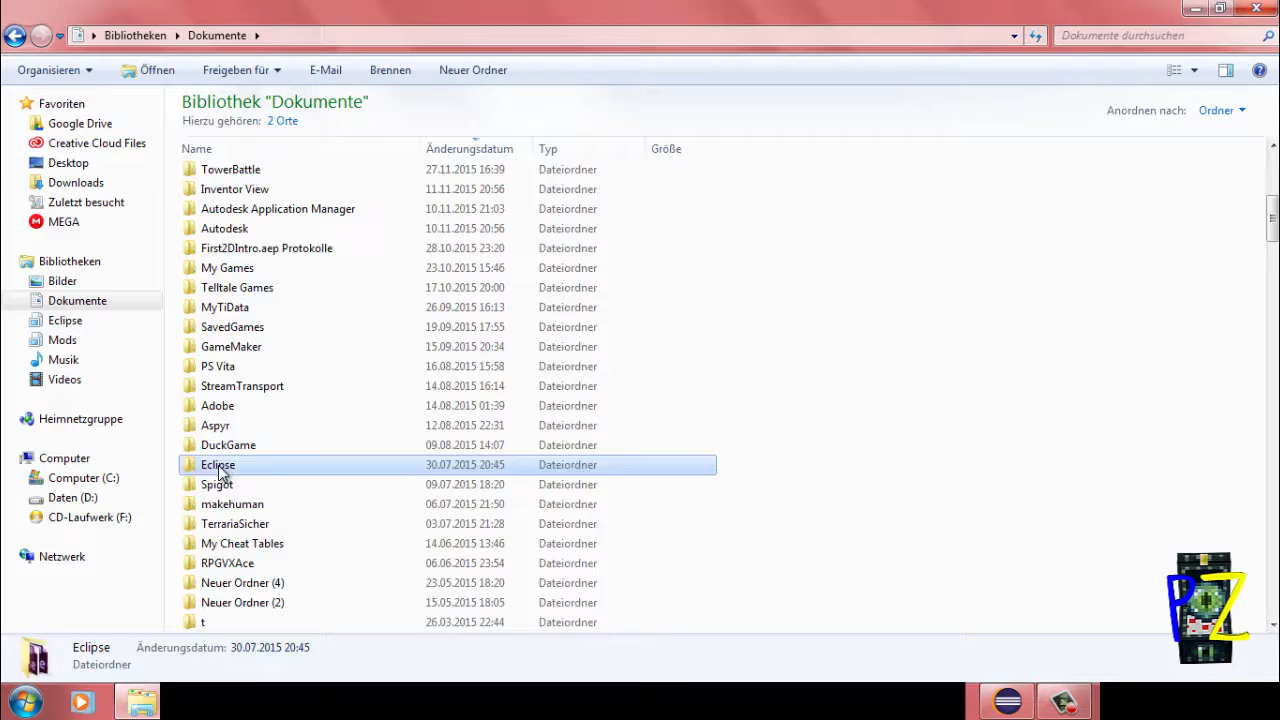 Bibliotheken Dokumente Dokumente durchsuchen
Organisieren Öffnen Freigeben für E-Mail Brennen Neuer Ordner
Favoriten
Google Drive
Creative Cloud Files
Desktop
Downloads
Zuletzt besucht
MEGA
Bibliotheken
Bilder
Dokumente
Eclipse
Mods
Musik
Videos
Heimnetzgruppe
Computer
Computer (C:)
Daten (D:)
CD-Laufwerk (F:)
Netzwerk
Bibliothek "Dokumente"
Hierzu gehören: 2 Orte
Anordnen nach: Ordner
Name Änderungsdatum Typ Größe
TowerBattle 27.11.2015 16:39 Dateiordner
Inventor View 11.11.2015 20:56 Dateiordner
Autodesk Application Manager 10.11.2015 21:03 Dateiordner
Autodesk 10.11.2015 20:56 Dateiordner
First2DIntro.aep Protokolle 28.10.2015 23:20 Dateiordner
My Games 23.10.2015 15:46 Dateiordner
Telltale Games 17.10.2015 20:00 Dateiordner
MyTiData 26.09.2015 16:13 Dateiordner
SavedGames 19.09.2015 17:55 Dateiordner
GameMaker 15.09.2015 20:34 Dateiordner
PS Vita 16.08.2015 15:58 Dateiordner
StreamTransport 14.08.2015 16:14 Dateiordner
Adobe 14.08.2015 01:39 Dateiordner
Aspyr 12.08.2015 22:31 Dateiordner
DuckGame 09.08.2015 14:07 Dateiordner
Eclipse 30.07.2015 20:45 Dateiordner
Spigot 09.07.2015 18:20 Dateiordner
makehuman 06.07.2015 21:50 Dateiordner
TerrariaSicher 03.07.2015 21:28 Dateiordner
My Cheat Tables 14.06.2015 13:46 Dateiordner
RPGVXAce 06.06.2015 23:54 Dateiordner
Neuer Ordner (4) 23.05.2015 18:20 Dateiordner
Neuer Ordner (2) 15.05.2015 18:05 Dateiordner
t 26.03.2015 22:44 Dateiordner
PZ
Eclipse Änderungsdatum: 30.07.2015 20:45
Dateiordner